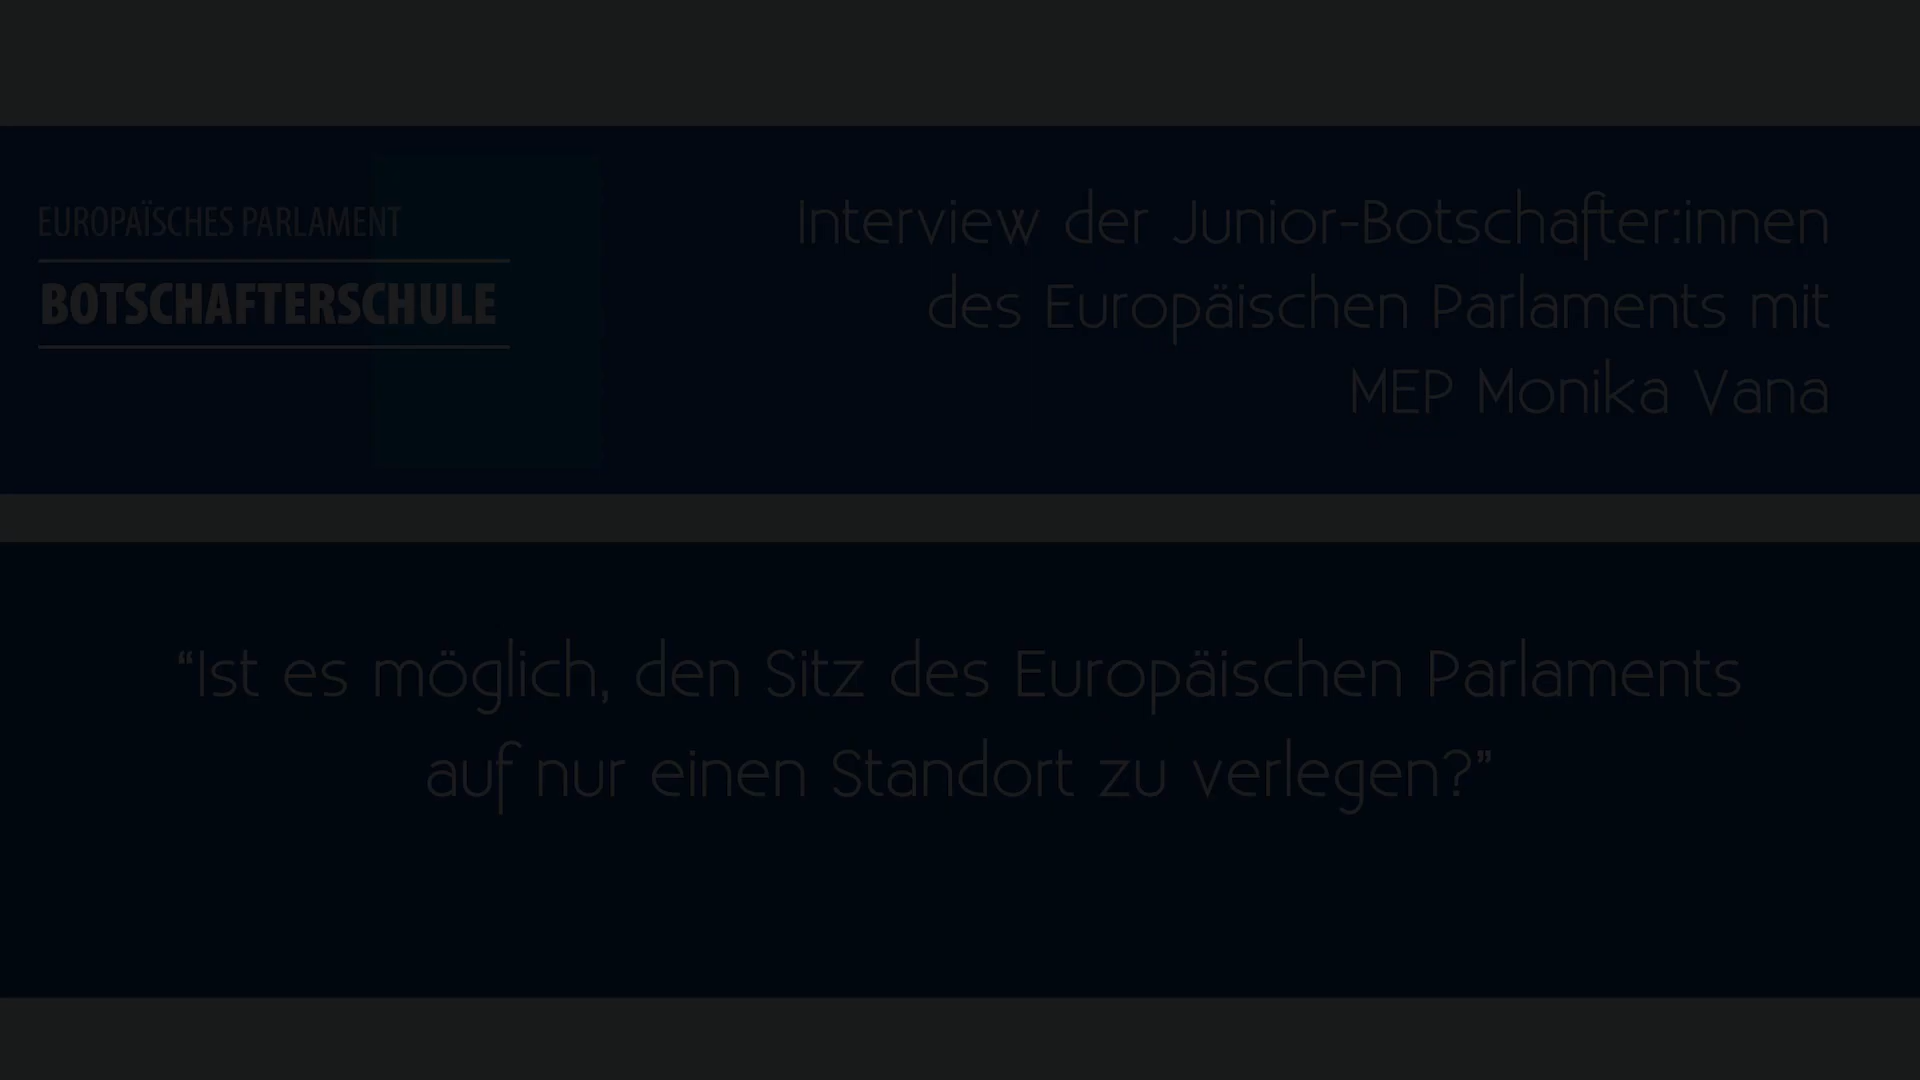 EUROPAÏSCHES PARLAMENT
BOTSCHAFTERSCHULE
Interview der Junior-Botschafter:innen
des Europäischen Parlaments mit
MEP Monika Vana
“Ist es möglich, den Sitz des Europäischen Parlaments
auf nur einen Standort zu verlegen?”